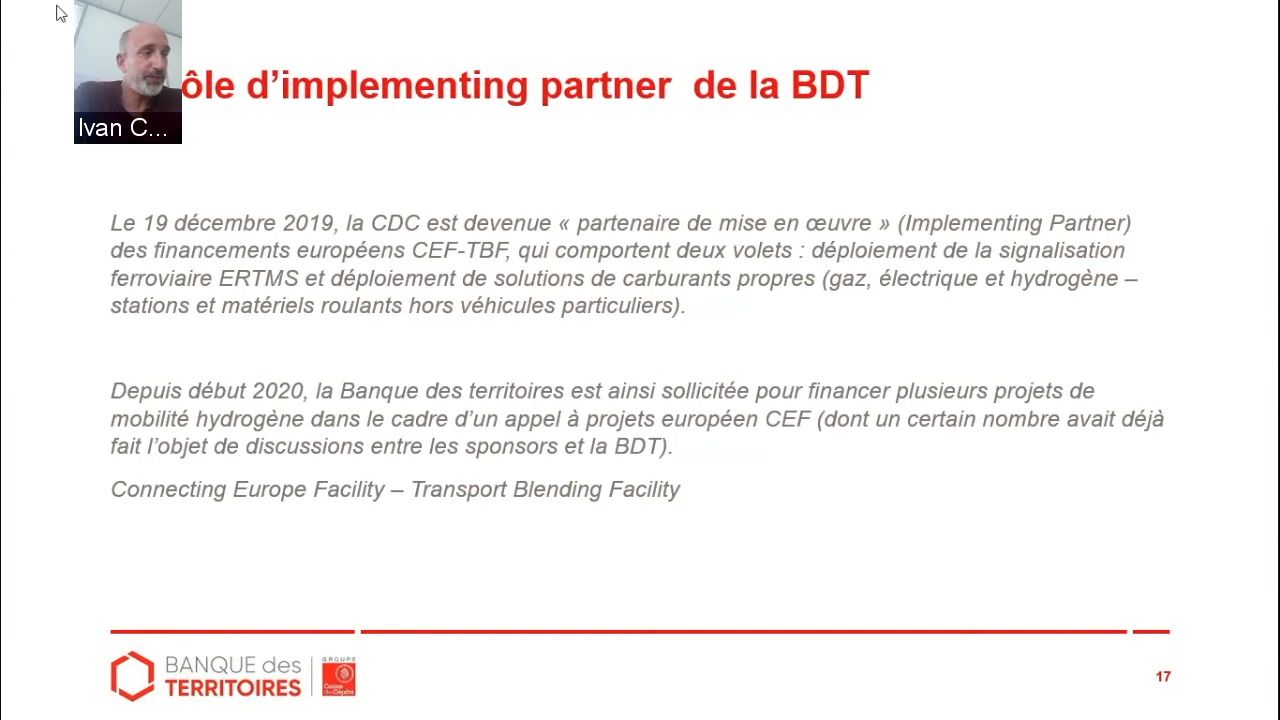 ôle d’implementing partner  de la BDT
Ivan C...
Le 19 décembre 2019, la CDC est devenue « partenaire de mise en œuvre » (Implementing Partner)
des financements européens CEF-TBF, qui comportent deux volets : déploiement de la signalisation
ferroviaire ERTMS et déploiement de solutions de carburants propres (gaz, électrique et hydrogène –
stations et matériels roulants hors véhicules particuliers).
Depuis début 2020, la Banque des territoires est ainsi sollicitée pour financer plusieurs projets de
mobilité hydrogène dans le cadre d’un appel à projets européen CEF (dont un certain nombre avait déjà
fait l’objet de discussions entre les sponsors et la BDT).
Connecting Europe Facility – Transport Blending Facility
BANQUE des
TERRITOIRES
GROUPE
Caisse
des Dépôts
17